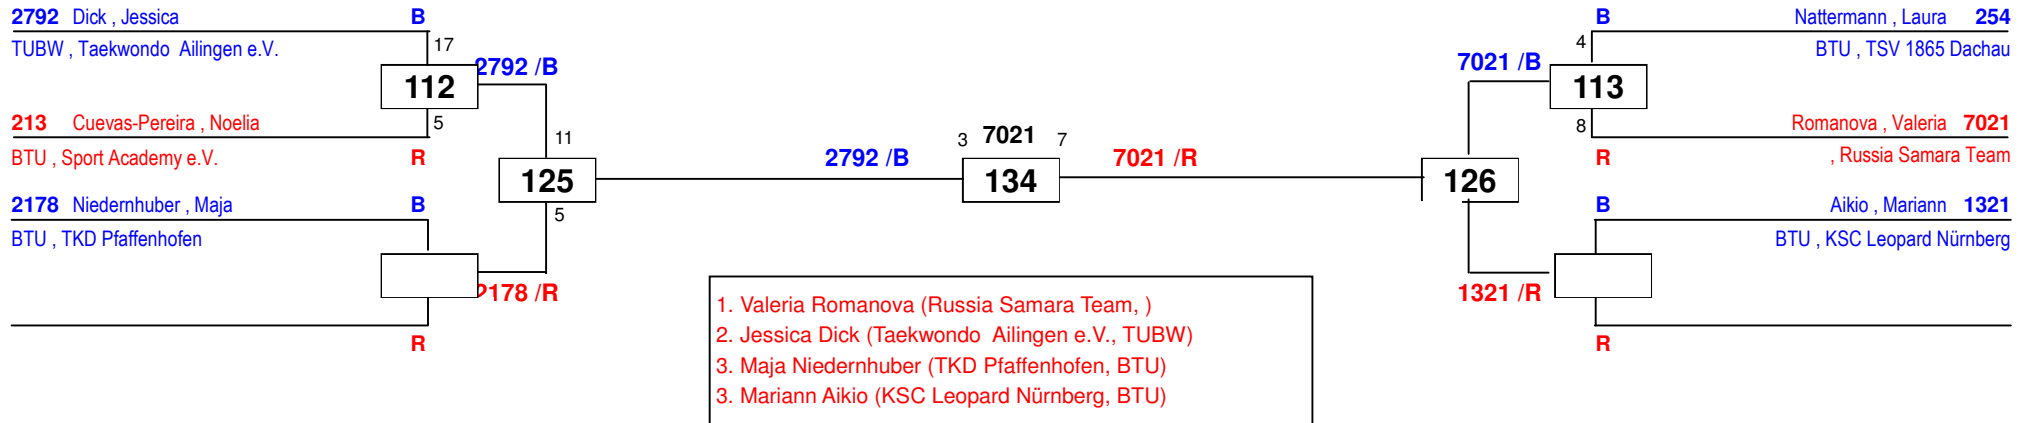 2792 Dick , Jessica B
TUBW , Taekwondo Ailingen e.V.
17
2792 /B
112
213 Cuevas-Pereira , Noelia
5
BTU , Sport Academy e.V. R
11
125
5
2178 Niedernhuber , Maja B
BTU , TKD Pfaffenhofen
2178 /R
R
2792 /B
3 7021 7
134
7021 /R
B Nattermann , Laura 254
4
BTU , TSV 1865 Dachau
7021 /B
113
8
Romanova , Valeria 7021
R , Russia Samara Team
126
B Aikio , Mariann 1321
BTU , KSC Leopard Nürnberg
1321 /R
R
1. Valeria Romanova (Russia Samara Team, )
2. Jessica Dick (Taekwondo Ailingen e.V., TUBW)
3. Maja Niedernhuber (TKD Pfaffenhofen, BTU)
3. Mariann Aikio (KSC Leopard Nürnberg, BTU)